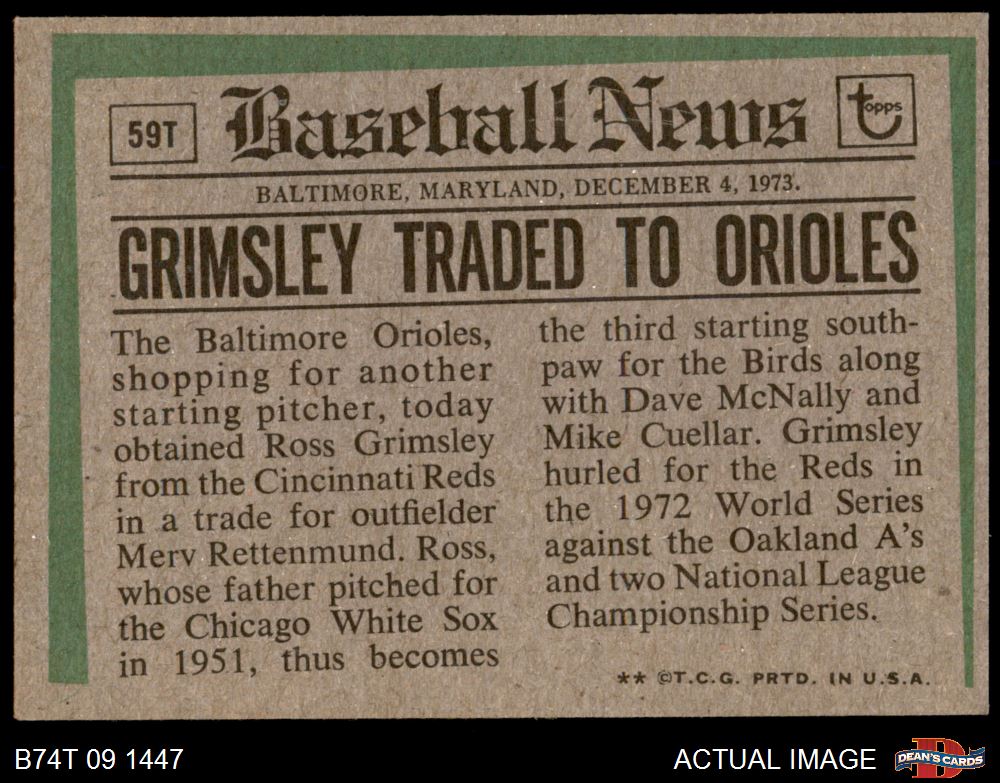 59T
Baseball News
topps
BALTIMORE, MARYLAND, DECEMBER 4, 1973.
GRIMSLEY TRADED TO ORIOLES
The Baltimore Orioles,
shopping for another
starting pitcher, today
obtained Ross Grimsley
from the Cincinnati Reds
in a trade for outfielder
Merv Rettenmund. Ross,
whose father pitched for
the Chicago White Sox
in 1951, thus becomes
the third starting south-
paw for the Birds along
with Dave McNally and
Mike Cuellar. Grimsley
hurled for the Reds in
the 1972 World Series
against the Oakland A's
and two National League
Championship Series.
** ©T.C.G. PRTD. IN U.S.A.
B74T 09 1447
ACTUAL IMAGE
D
DEAN'S CARDS